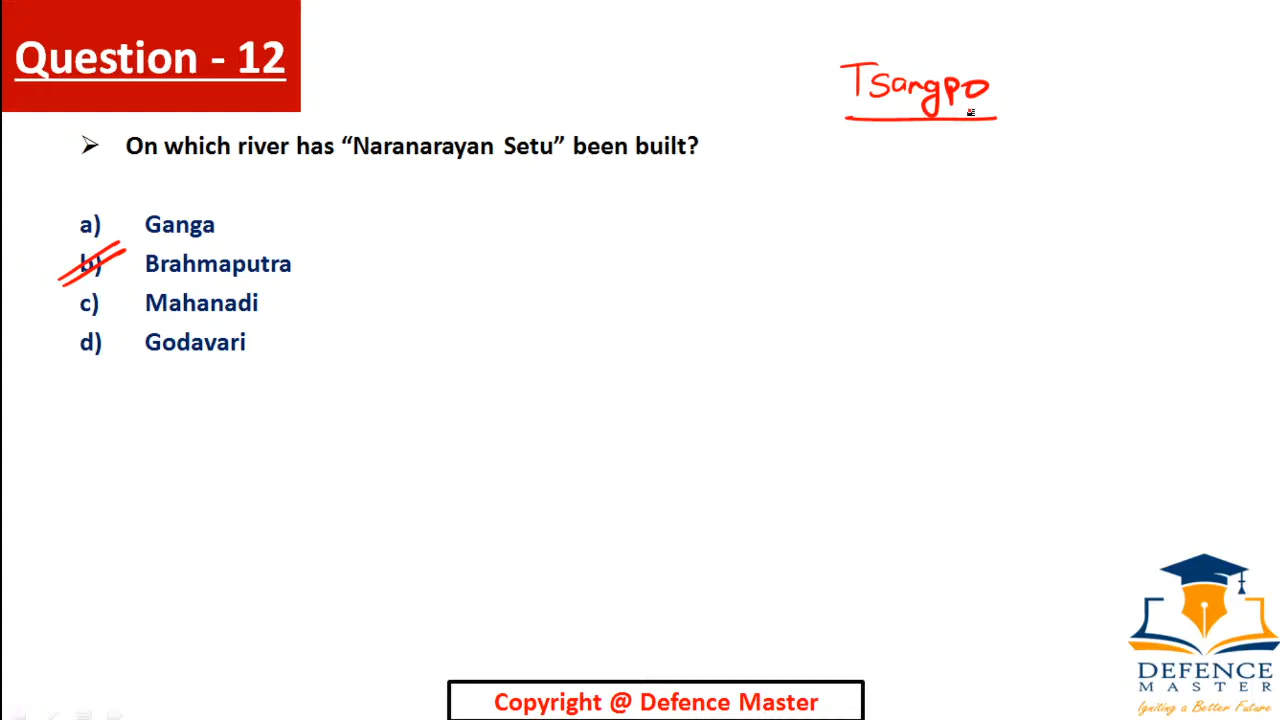 Question - 12
Tsangpo
➢ On which river has “Naranarayan Setu” been built?
a) Ganga
b) Brahmaputra
c) Mahanadi
d) Godavari
DEFENCE
MASTER
Igniting a Better Future
Copyright @ Defence Master